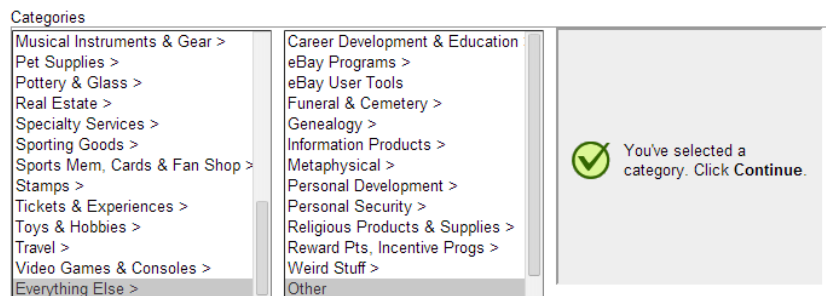 Categories
Musical Instruments & Gear >
Pet Supplies >
Pottery & Glass >
Real Estate >
Specialty Services >
Sporting Goods >
Sports Mem, Cards & Fan Shop >
Stamps >
Tickets & Experiences >
Toys & Hobbies >
Travel >
Video Games & Consoles >
Everything Else >
Career Development & Education
eBay Programs >
eBay User Tools
Funeral & Cemetery >
Genealogy >
Information Products >
Metaphysical >
Personal Development >
Personal Security >
Religious Products & Supplies >
Reward Pts, Incentive Progs >
Weird Stuff >
Other
You've selected a
category. Click Continue.